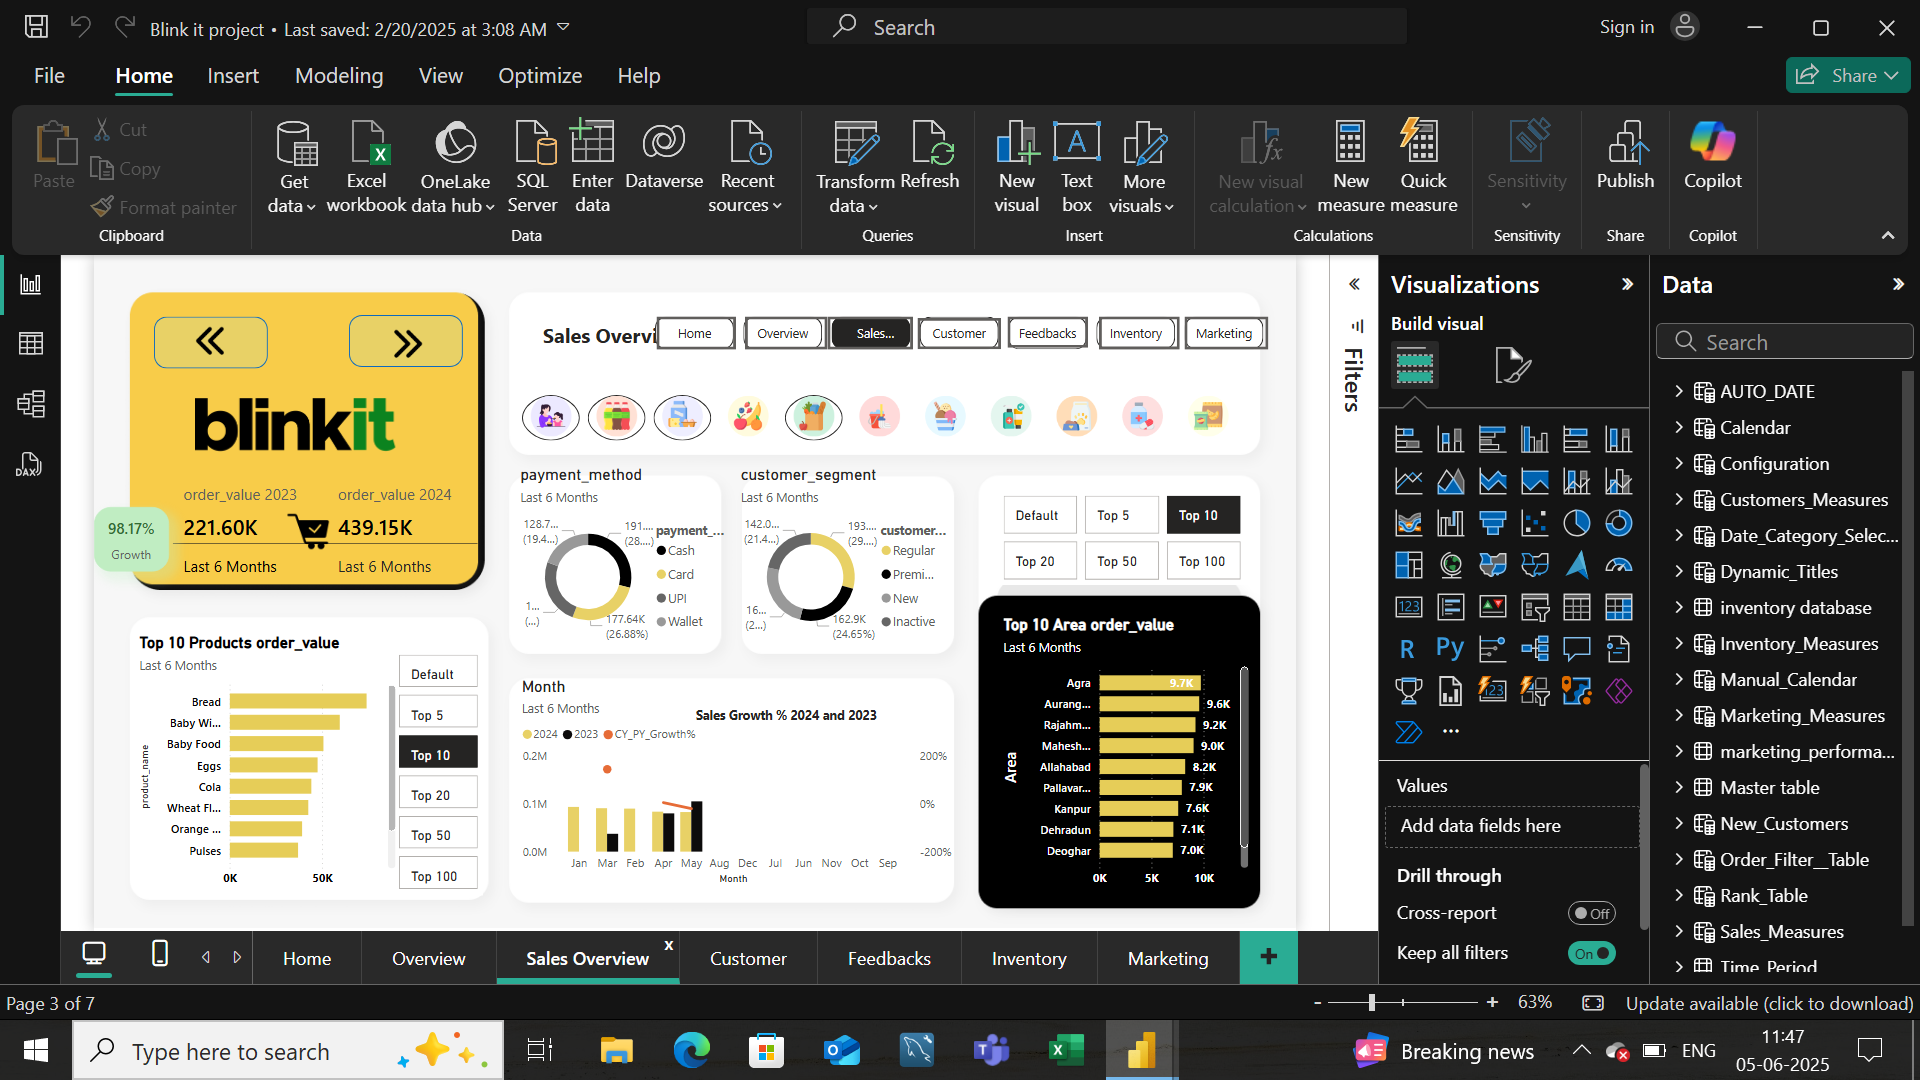 Blink it project • Last saved: 2/20/2025 at 3:08 AM
Search
Sign in
File
Home
Insert
Modeling
View
Optimize
Help
Share
Paste
Cut
Copy
Format painter
Clipboard
Get data
Excel workbook
OneLake data hub
SQL Server
Enter data
Dataverse
Recent sources
Data
Transform data
Refresh
Queries
New visual
Text box
More visuals
Insert
New visual calculation
New measure
Quick measure
Calculations
Sensitivity
Sensitivity
Publish
Share
Copilot
Copilot
blinkit
order_value 2023
order_value 2024
98.17%
Growth
221.60K
439.15K
Last 6 Months
Last 6 Months
Sales Overvi
Home
Overview
Sales...
Customer
Feedbacks
Inventory
Marketing
payment_method
Last 6 Months
128.7...
(19.4...)
191....
(28....)
1...
(...)
177.64K
(26.88%)
payment_...
Cash
Card
UPI
Wallet
customer_segment
Last 6 Months
142.0...
(21.4...)
193....
(29....)
16...
(2...)
162.9K
(24.65%)
customer...
Regular
Premi...
New
Inactive
Default
Top 5
Top 10
Top 20
Top 50
Top 100
Top 10 Products order_value
Last 6 Months
product_name
Bread
Baby Wi...
Baby Food
Eggs
Cola
Wheat Fl...
Orange ...
Pulses
0K
50K
Default
Top 5
Top 10
Top 20
Top 50
Top 100
Month
Last 6 Months
Sales Growth % 2024 and 2023
2024
2023
CY_PY_Growth%
0.2M
0.1M
0.0M
200%
0%
-200%
Jan Mar Feb Apr May Aug Dec Jul Jun Nov Oct Sep
Month
Top 10 Area order_value
Last 6 Months
Area
Agra 9.7K
Aurang... 9.6K
Rajahm... 9.2K
Mahesh... 9.0K
Allahabad 8.2K
Pallavar... 7.9K
Kanpur 7.6K
Dehradun 7.1K
Deoghar 7.0K
0K 5K 10K
Filters
Visualizations
Build visual
123
R
Py
123
Values
Add data fields here
Drill through
Cross-report
Off
Keep all filters
On
Data
Search
AUTO_DATE
Calendar
Configuration
Customers_Measures
Date_Category_Selec...
Dynamic_Titles
inventory database
Inventory_Measures
Manual_Calendar
Marketing_Measures
marketing_performa...
Master table
New_Customers
Order_Filter__Table
Rank_Table
Sales_Measures
Time_Period
DAX
Home
Overview
Sales Overview
x
Customer
Feedbacks
Inventory
Marketing
+
Page 3 of 7
- + 63%
Update available (click to download)
Type here to search
Breaking news
ENG
11:47
05-06-2025